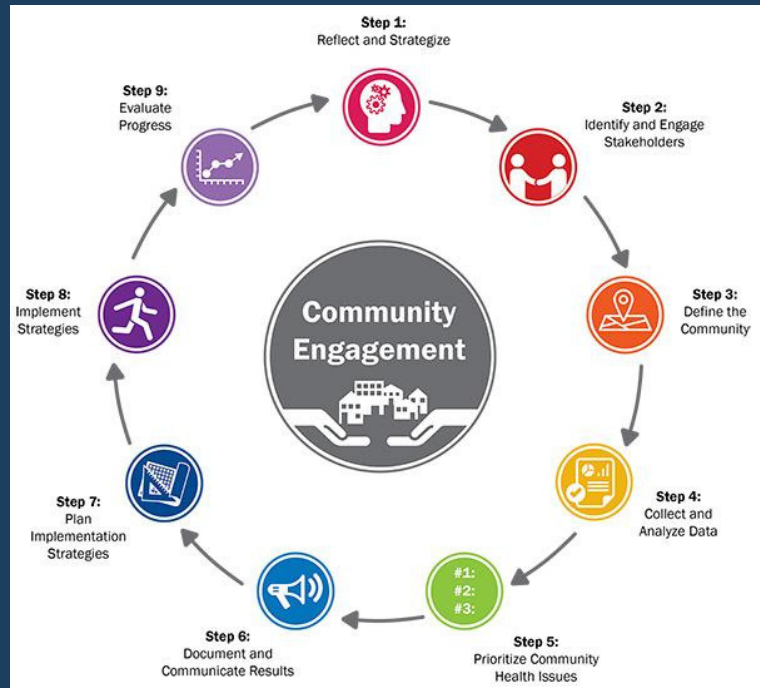 Step 1:
Reflect and Strategize
Step 2:
Identify and Engage
Stakeholders
Step 3:
Define the
Community
Step 4:
Collect and
Analyze Data
Step 5:
Prioritize Community
Health Issues
#1:
#2:
#3:
Step 6:
Document and
Communicate Results
Step 7:
Plan
Implementation
Strategies
Step 8:
Implement
Strategies
Step 9:
Evaluate
Progress
Community
Engagement